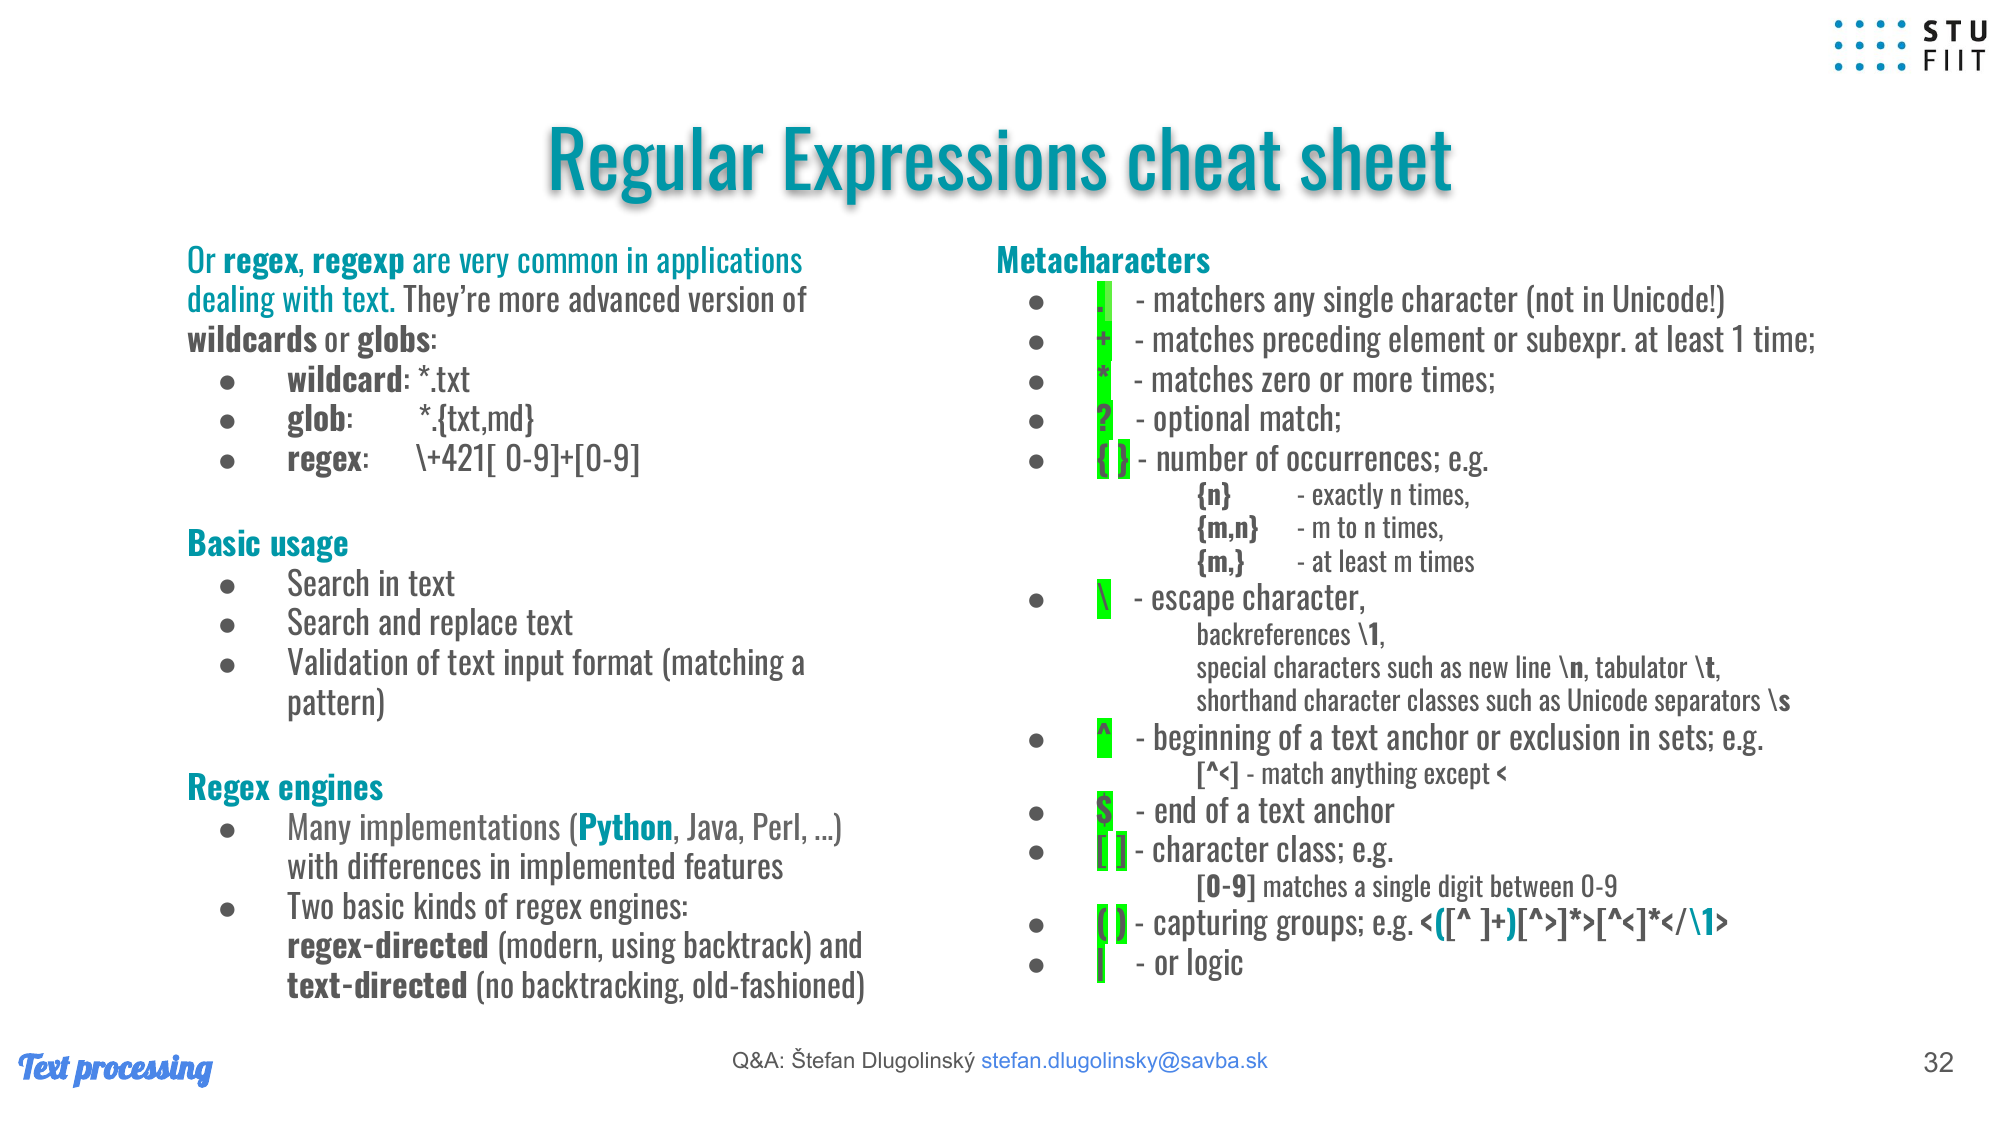 STU
FIIT
Regular Expressions cheat sheet
Or regex, regexp are very common in applications
dealing with text. They’re more advanced version of
wildcards or globs:
● wildcard: *.txt
● glob: *.{txt,md}
● regex: \+421[ 0-9]+[0-9]
Basic usage
● Search in text
● Search and replace text
● Validation of text input format (matching a
pattern)
Regex engines
● Many implementations (Python, Java, Perl, ...)
with differences in implemented features
● Two basic kinds of regex engines:
regex-directed (modern, using backtrack) and
text-directed (no backtracking, old-fashioned)
Metacharacters
● . - matchers any single character (not in Unicode!)
● + - matches preceding element or subexpr. at least 1 time;
● * - matches zero or more times;
● ? - optional match;
● { } - number of occurrences; e.g.
{n} - exactly n times,
{m,n} - m to n times,
{m,} - at least m times
● \ - escape character,
backreferences \1,
special characters such as new line \n, tabulator \t,
shorthand character classes such as Unicode separators \s
● ^ - beginning of a text anchor or exclusion in sets; e.g.
[^<] - match anything except <
● $ - end of a text anchor
● [ ] - character class; e.g.
[0-9] matches a single digit between 0-9
● ( ) - capturing groups; e.g. <([^ ]+)[^>]*>[^<]*</\1>
● | - or logic
Text processing
Q&A: Štefan Dlugolinský stefan.dlugolinsky@savba.sk
32